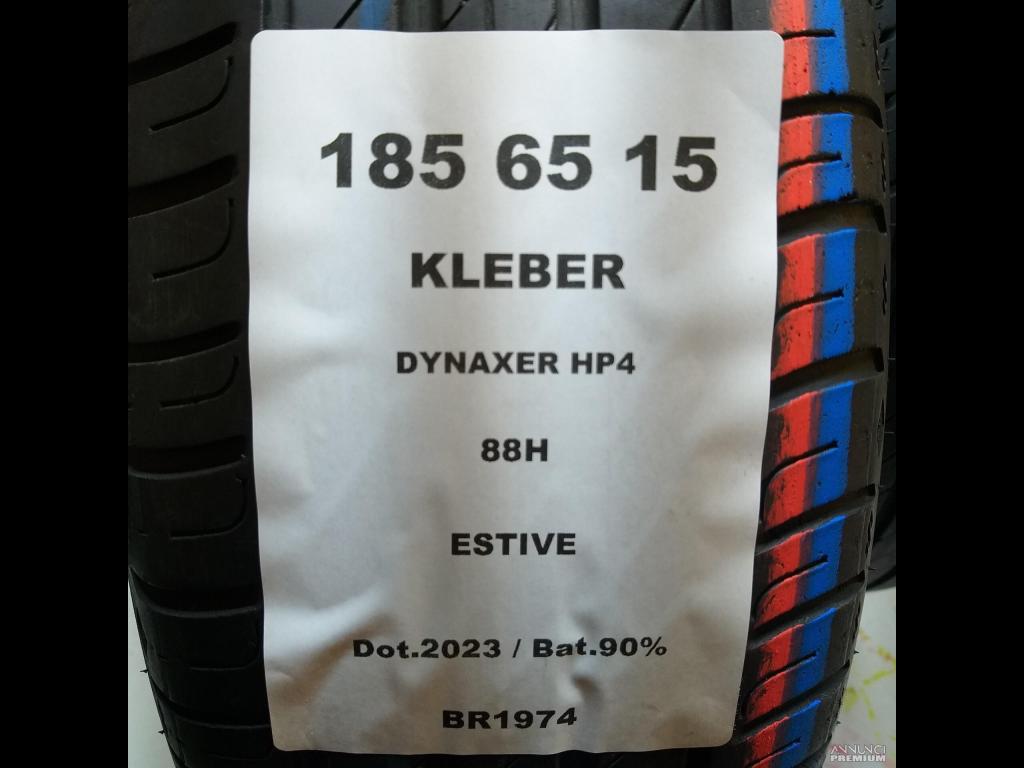 185 65 15
KLEBER
DYNAXER HP4
88H
ESTIVE
Dot.2023 / Bat.90%
BR1974
ANNUNCI
PREMIUM